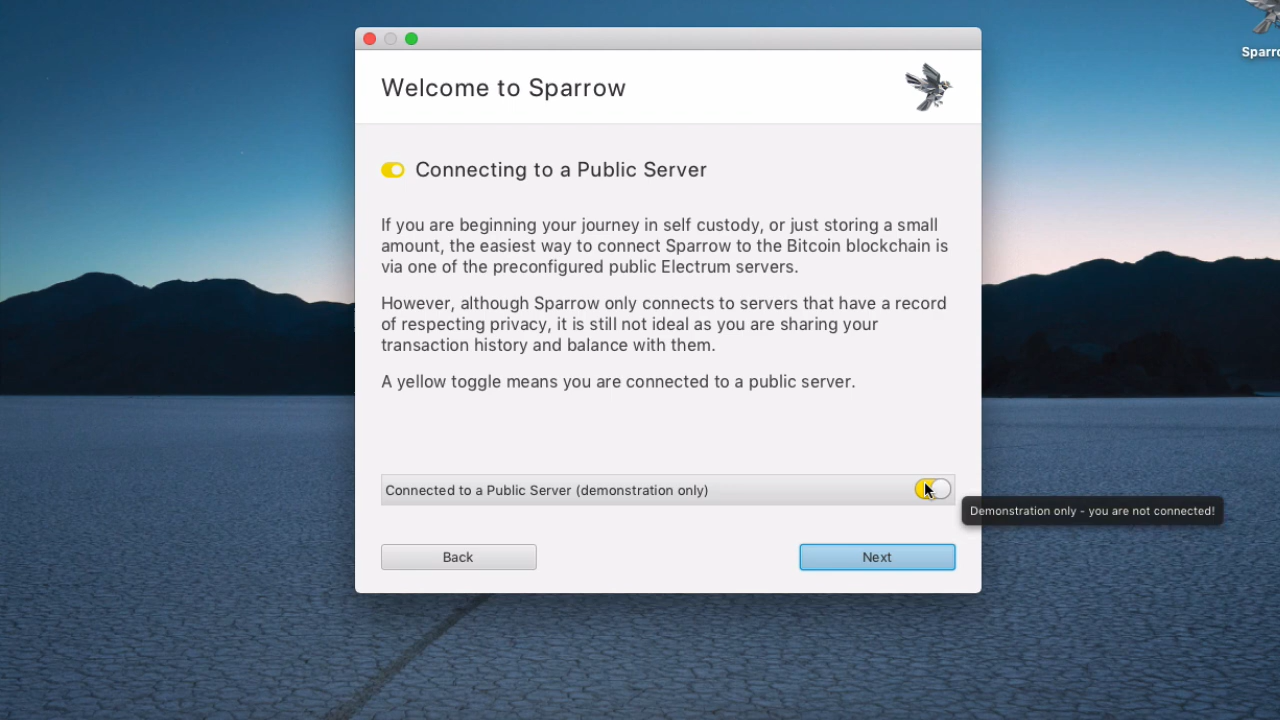 Welcome to Sparrow
Connecting to a Public Server
If you are beginning your journey in self custody, or just storing a small
amount, the easiest way to connect Sparrow to the Bitcoin blockchain is
via one of the preconfigured public Electrum servers.
However, although Sparrow only connects to servers that have a record
of respecting privacy, it is still not ideal as you are sharing your
transaction history and balance with them.
A yellow toggle means you are connected to a public server.
Connected to a Public Server (demonstration only)
Demonstration only - you are not connected!
Back
Next